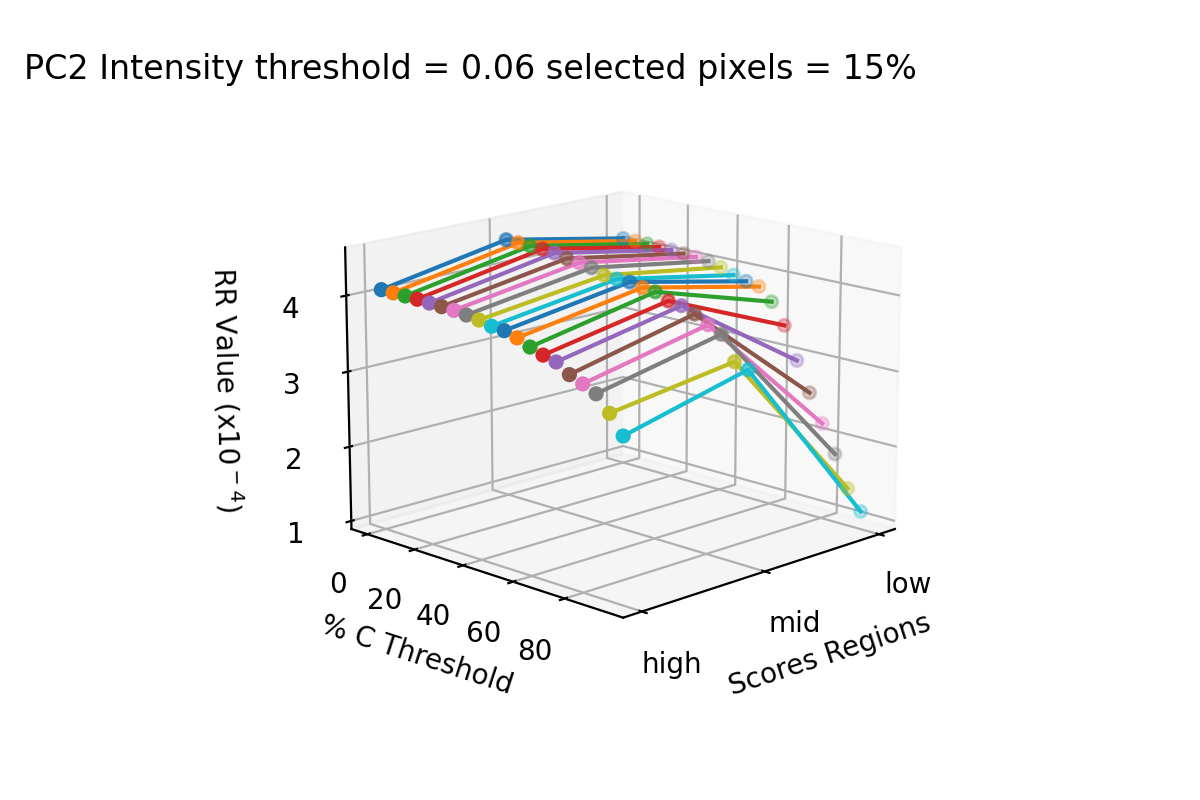 PC2 Intensity threshold = 0.06 selected pixels = 15%
RR Value (x10⁻⁴)
4
3
2
1
0
20
40
60
80
% C Threshold
high
mid
low
Scores Regions